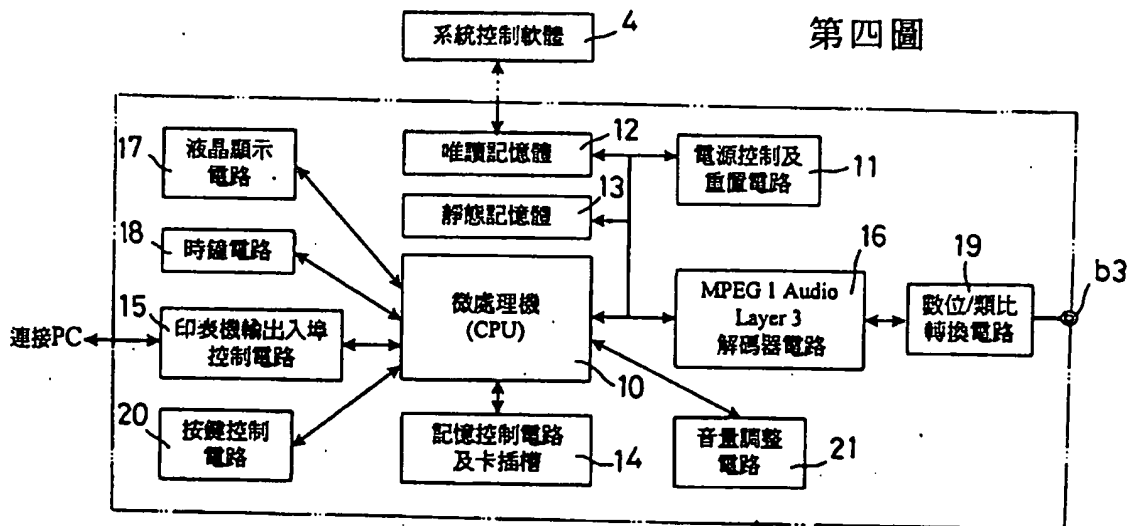 第四圖
系統控制軟體
4
17
液晶顯示
電路
12
唯讀記憶體
電源控制及
重置電路
11
13
靜態記憶體
18
時鐘電路
16
MPEG 1 Audio
Layer 3
解碼器電路
19
數位/類比
轉換電路
b3
微處理機
(CPU)
10
15
連接PC
印表機輸出入埠
控制電路
20
按鍵控制
電路
記憶控制電路
及卡插槽
14
音量調整
電路
21